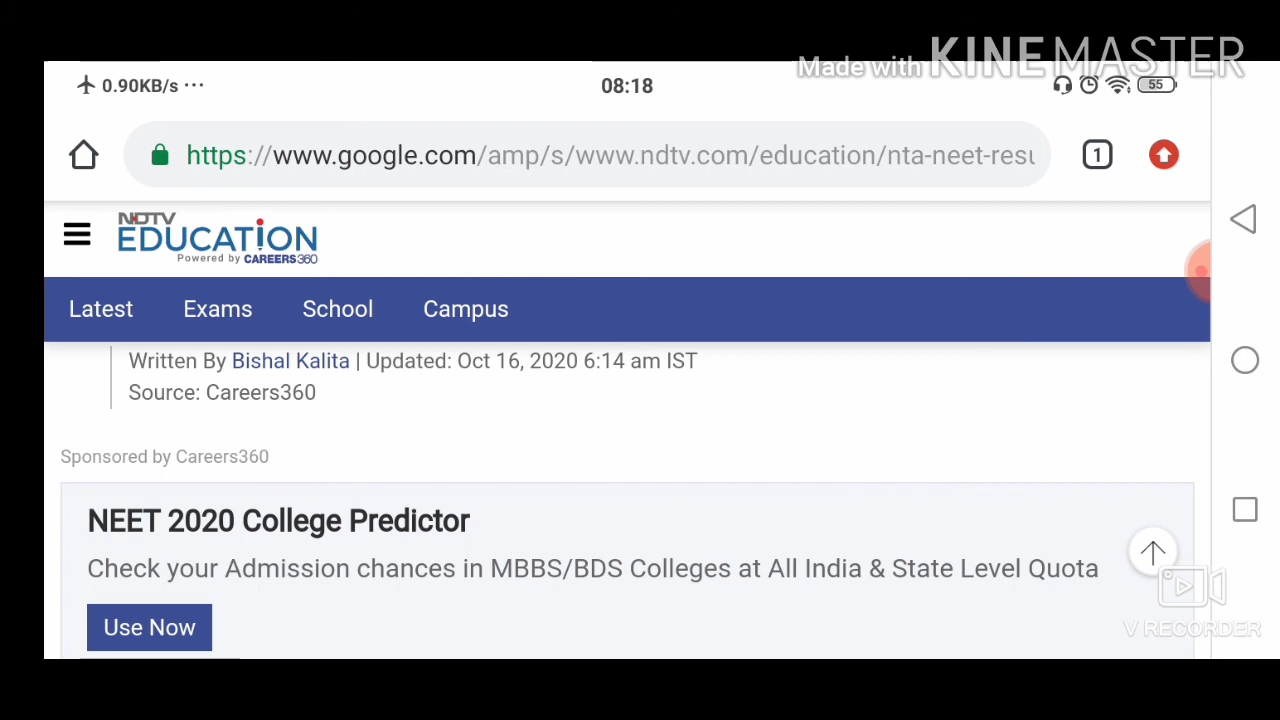 Made with KINEMASTER
0.90KB/s ...
08:18
55
https://www.google.com/amp/s/www.ndtv.com/education/nta-neet-resu
1
NDTV
EDUCATION
Powered by CAREERS360
Latest Exams School Campus
Written By Bishal Kalita | Updated: Oct 16, 2020 6:14 am IST
Source: Careers360
Sponsored by Careers360
NEET 2020 College Predictor
Check your Admission chances in MBBS/BDS Colleges at All India & State Level Quota
Use Now
V RECORDER